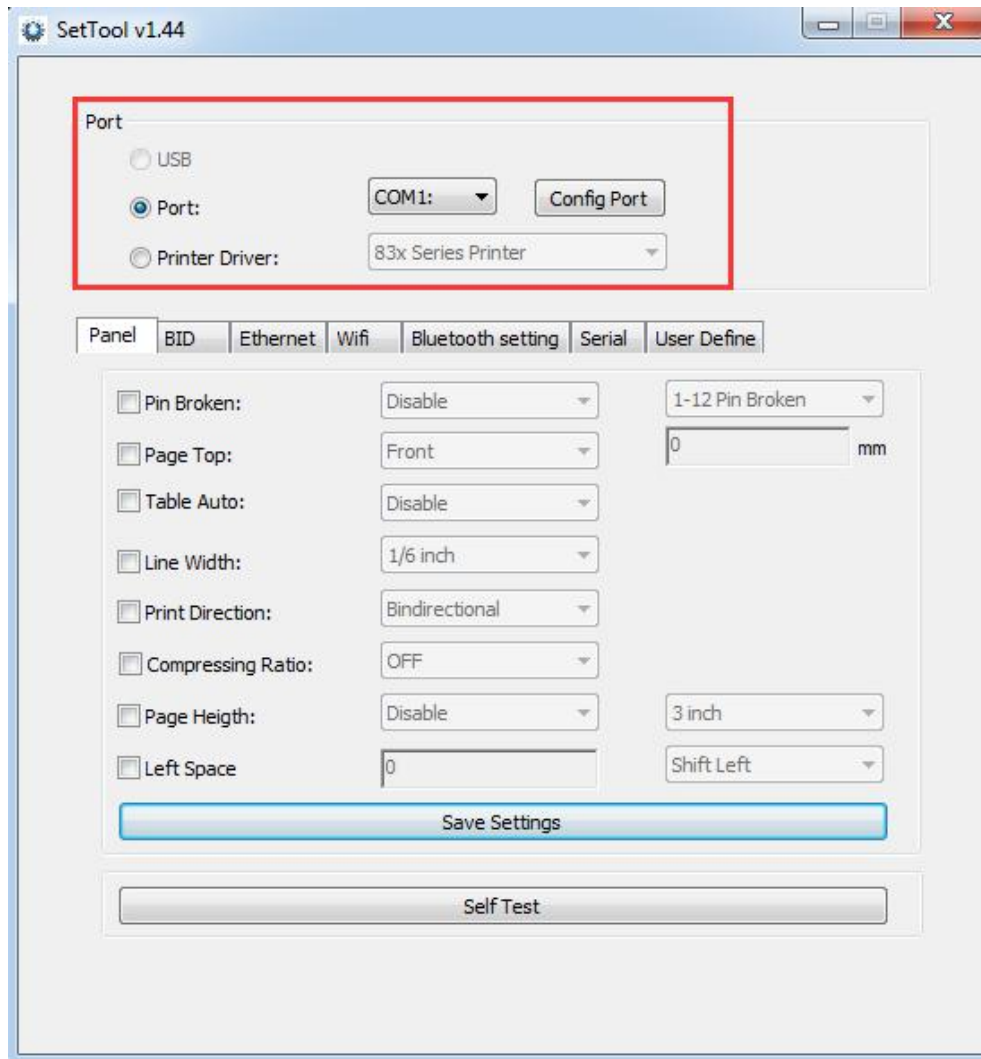 SetTool v1.44
Port
USB
Port: COM1: Config Port
Printer Driver: 83x Series Printer
Panel BID Ethernet Wifi Bluetooth setting Serial User Define
Pin Broken: Disable 1-12 Pin Broken
Page Top: Front 0 mm
Table Auto: Disable
Line Width: 1/6 inch
Print Direction: Bindirectional
Compressing Ratio: OFF
Page Heigth: Disable 3 inch
Left Space 0 Shift Left
Save Settings
Self Test